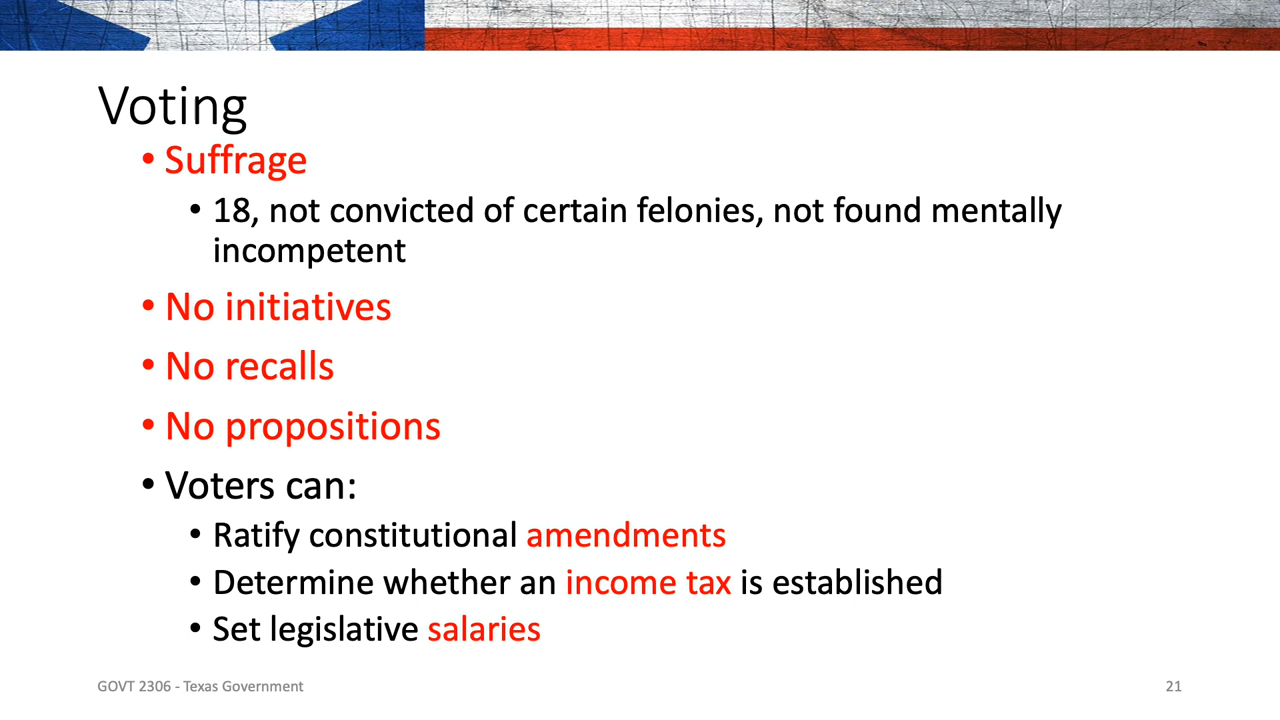 Voting
• Suffrage
• 18, not convicted of certain felonies, not found mentally
incompetent
• No initiatives
• No recalls
• No propositions
• Voters can:
• Ratify constitutional amendments
• Determine whether an income tax is established
• Set legislative salaries
GOVT 2306 - Texas Government
21